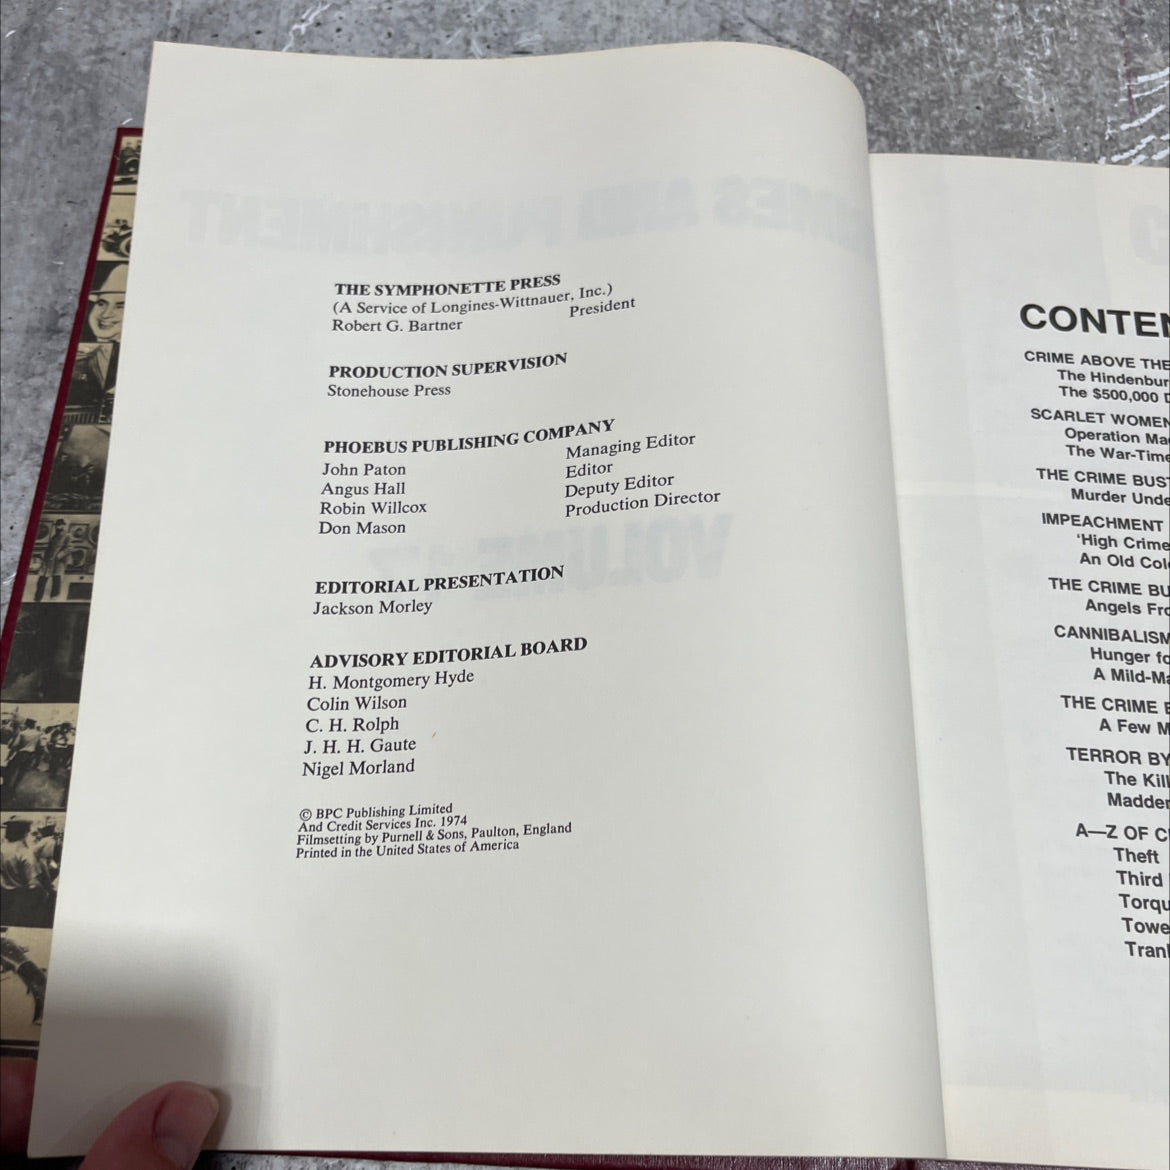 THE SYMPHONETTE PRESS
(A Service of Longines-Wittnauer, Inc.)
Robert G. Bartner President
PRODUCTION SUPERVISION
Stonehouse Press
PHOEBUS PUBLISHING COMPANY
John Paton Managing Editor
Angus Hall Editor
Robin Willcox Deputy Editor
Don Mason Production Director
EDITORIAL PRESENTATION
Jackson Morley
ADVISORY EDITORIAL BOARD
H. Montgomery Hyde
Colin Wilson
C. H. Rolph
J. H. H. Gaute
Nigel Morland
© BPC Publishing Limited
And Credit Services Inc. 1974
Filmsetting by Purnell & Sons, Paulton, England
Printed in the United States of America
CONTEN
CRIME ABOVE THE
The Hindenbur
The $500,000 D
SCARLET WOMEN
Operation Ma
The War-Time
THE CRIME BUS
Murder Unde
IMPEACHMENT
'High Crime
An Old Col
THE CRIME BU
Angels Fro
CANNIBALISM
Hunger fo
A Mild-Ma
THE CRIME B
A Few M
TERROR BY
The Kill
Madder
A—Z OF C
Theft
Third
Torqu
Towe
Tran